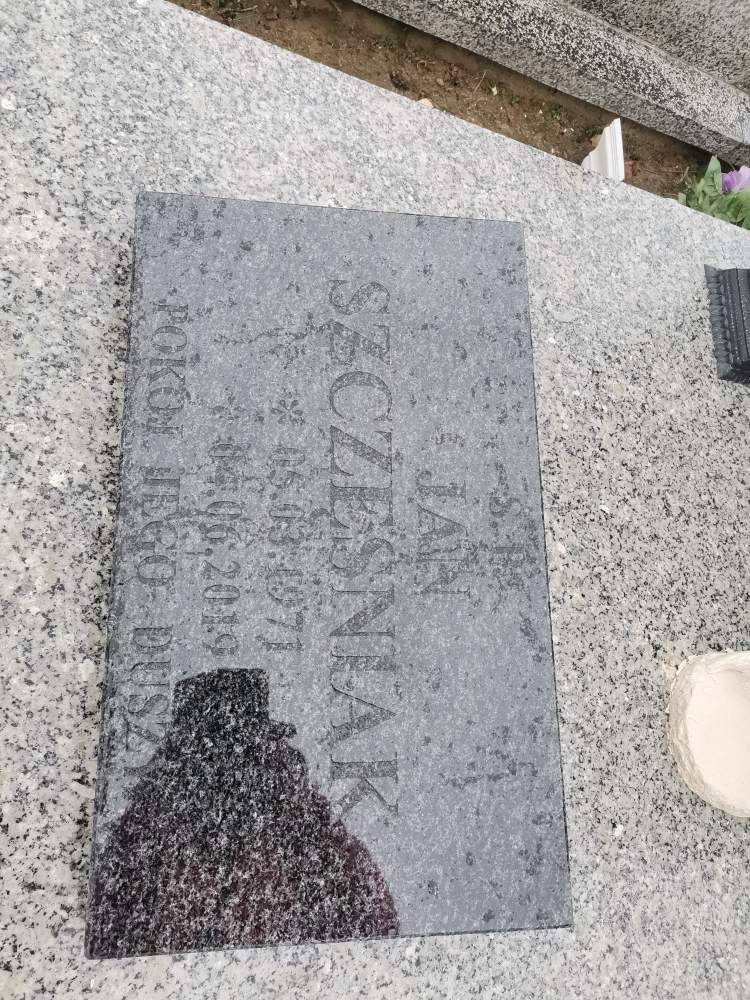 Ś. P.
JAN
SZCZEŚNIAK
* 05.03.1971
+ 04.06.2019
POKÓJ JEGO DUSZY